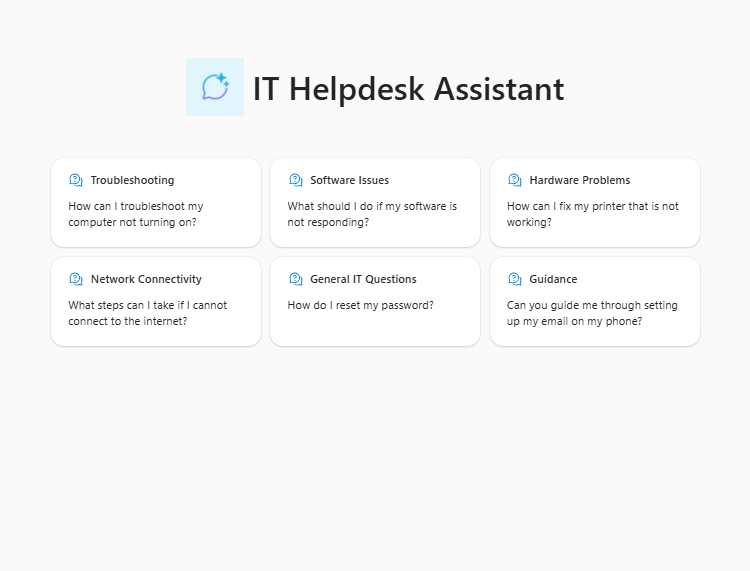 IT Helpdesk Assistant
Troubleshooting
How can I troubleshoot my
computer not turning on?
Software Issues
What should I do if my software is
not responding?
Hardware Problems
How can I fix my printer that is not
working?
Network Connectivity
What steps can I take if I cannot
connect to the internet?
General IT Questions
How do I reset my password?
Guidance
Can you guide me through setting
up my email on my phone?